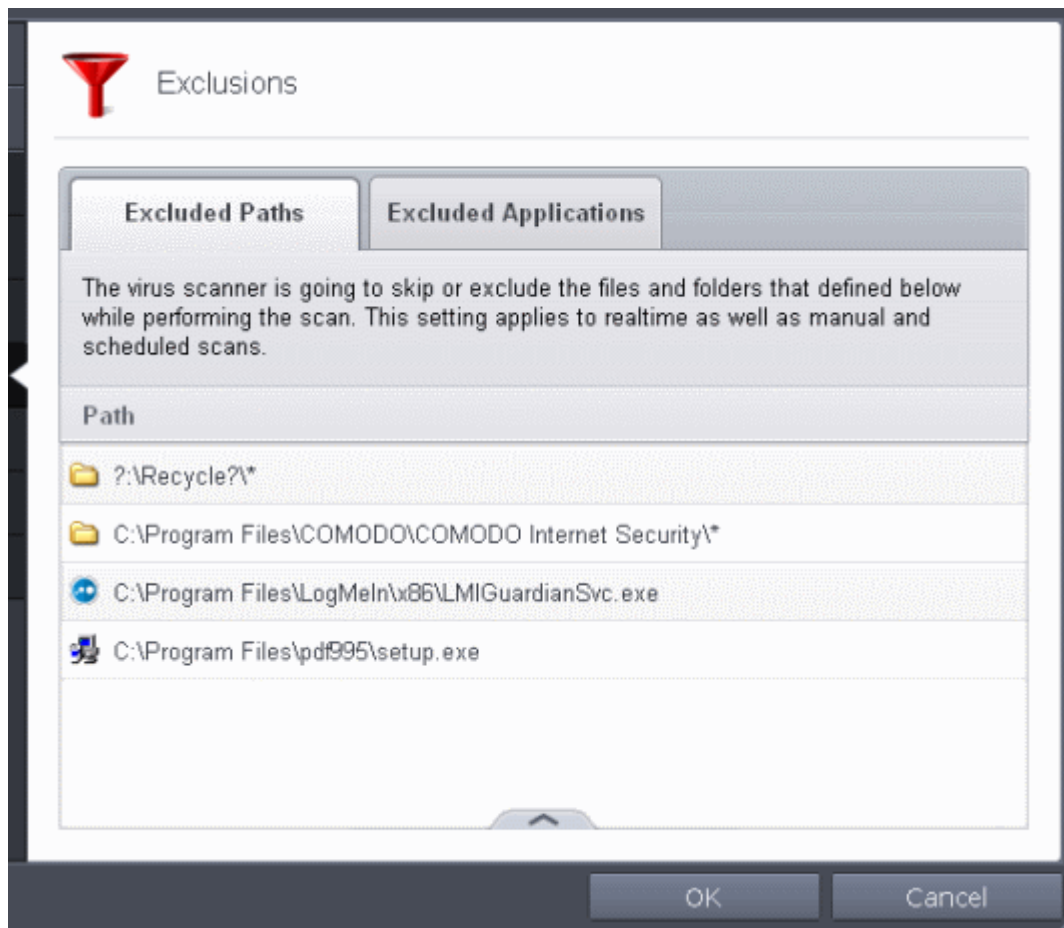 Exclusions
Excluded Paths
Excluded Applications
The virus scanner is going to skip or exclude the files and folders that defined below
while performing the scan. This setting applies to realtime as well as manual and
scheduled scans.
Path
?:\Recycle?\*
C:\Program Files\COMODO\COMODO Internet Security\*
C:\Program Files\LogMeIn\x86\LMIGuardianSvc.exe
C:\Program Files\pdf995\setup.exe
OK
Cancel